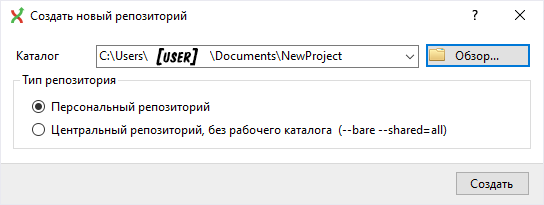 Создать новый репозиторий
Каталог C:\Users\ [USER] \Documents\NewProject Обзор...
Тип репозитория
Персональный репозиторий
Центральный репозиторий, без рабочего каталога (--bare --shared=all)
Создать